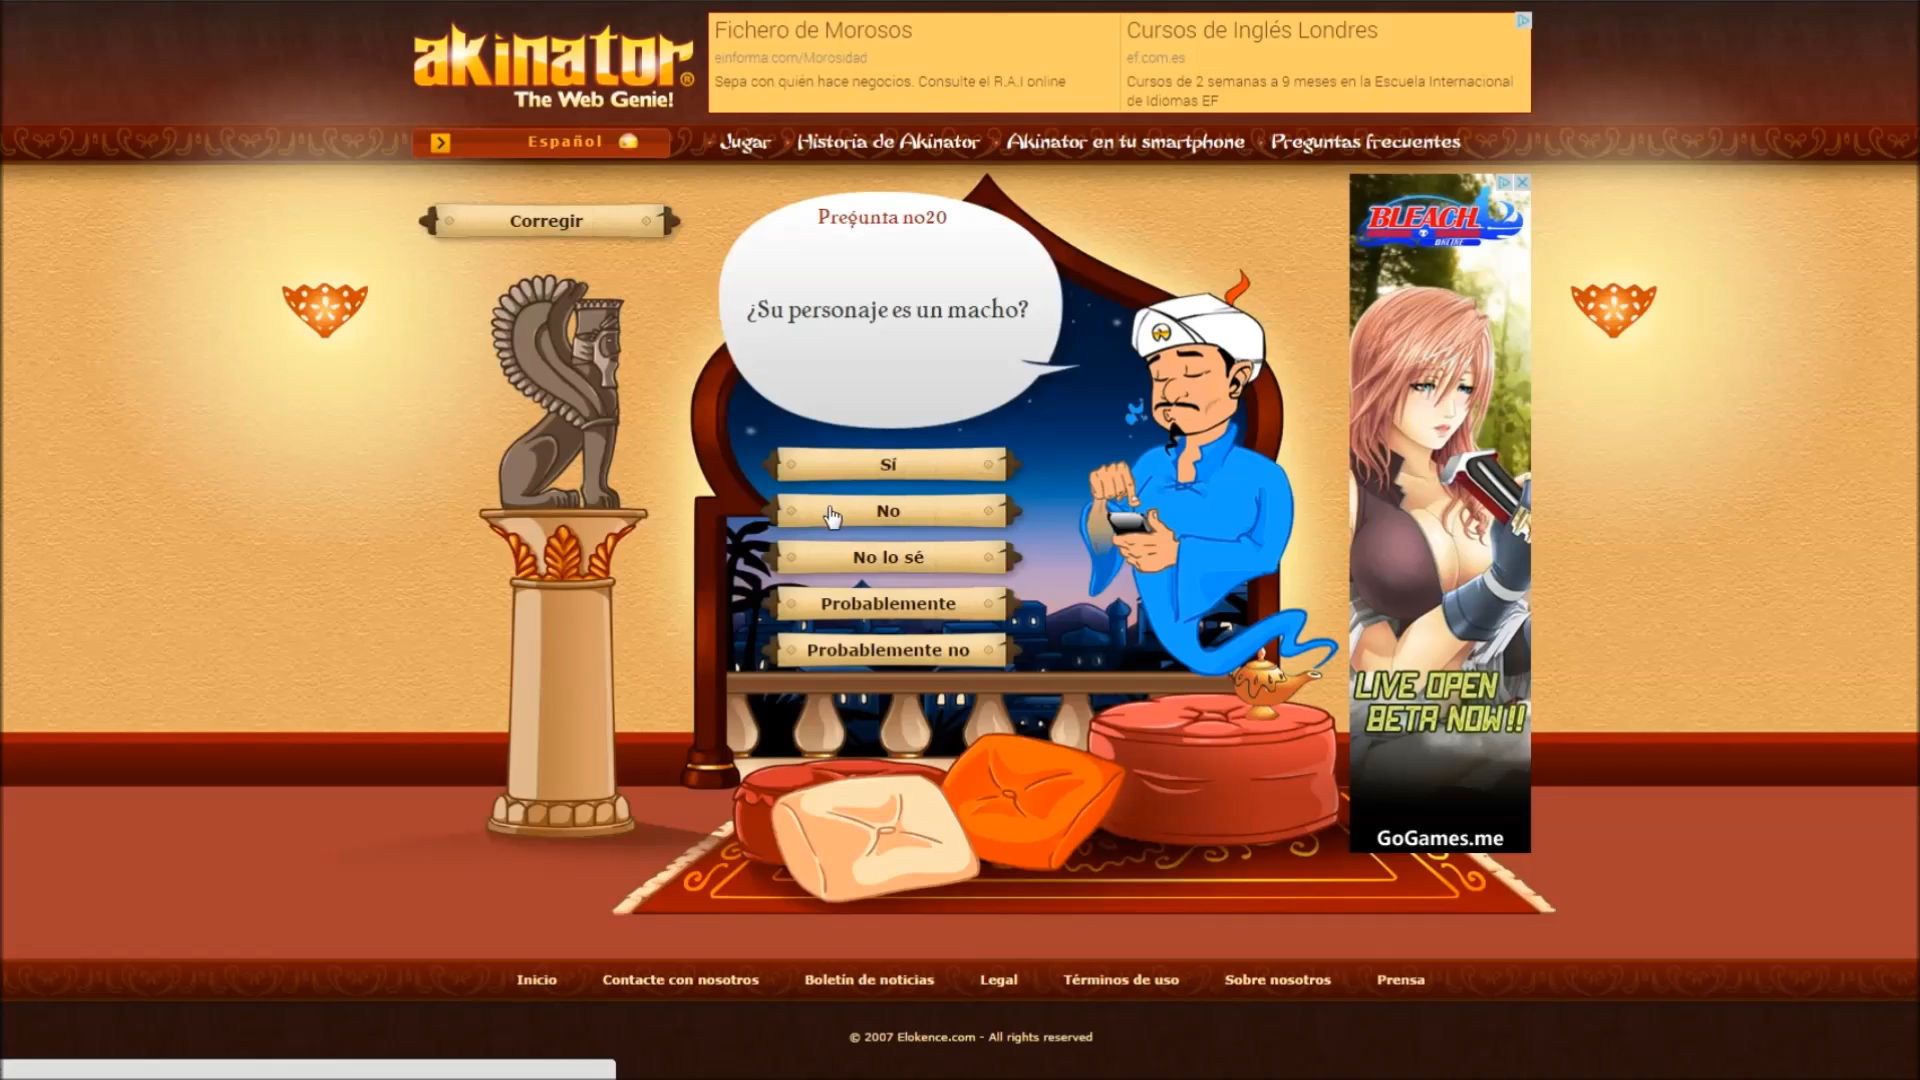 akinator®
The Web Genie!
Fichero de Morosos
einforma.com/Morosidad
Sepa con quién hace negocios. Consulte el R.A.I online
Cursos de Inglés Londres
ef.com.es
Cursos de 2 semanas a 9 meses en la Escuela Internacional
de Idiomas EF
Español
Jugar
Historia de Akinator
Akinator en tu smartphone
Preguntas frecuentes
Corregir
Pregunta no20
¿Su personaje es un macho?
Sí
No
No lo sé
Probablemente
Probablemente no
BLEACH
ONLINE
LIVE OPEN
BETA NOW!!
GoGames.me
Inicio
Contacte con nosotros
Boletín de noticias
Legal
Términos de uso
Sobre nosotros
Prensa
© 2007 Elokence.com - All rights reserved